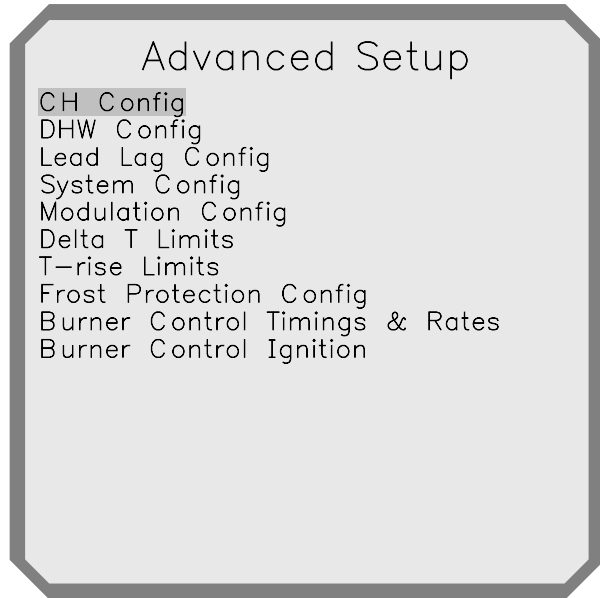 Advanced Setup
CH Config
DHW Config
Lead Lag Config
System Config
Modulation Config
Delta T Limits
T-rise Limits
Frost Protection Config
Burner Control Timings & Rates
Burner Control Ignition